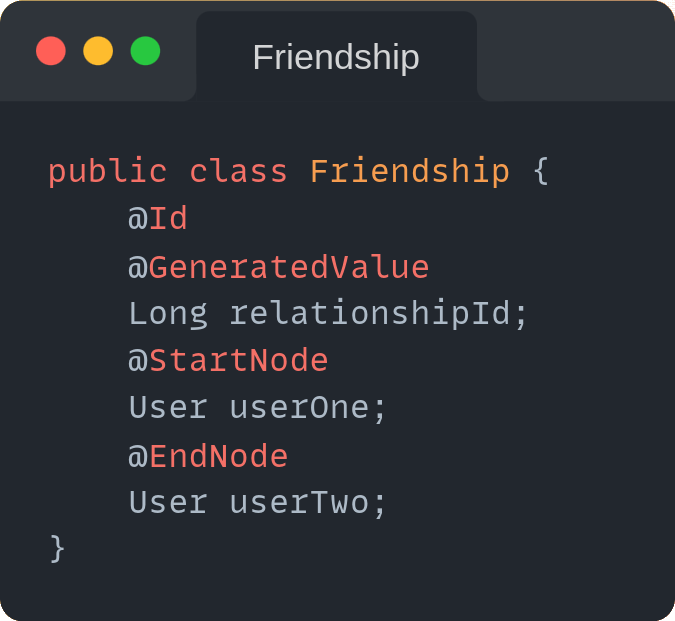 Friendship
public class Friendship {
    @Id
    @GeneratedValue
    Long relationshipId;
    @StartNode
    User userOne;
    @EndNode
    User userTwo;
}